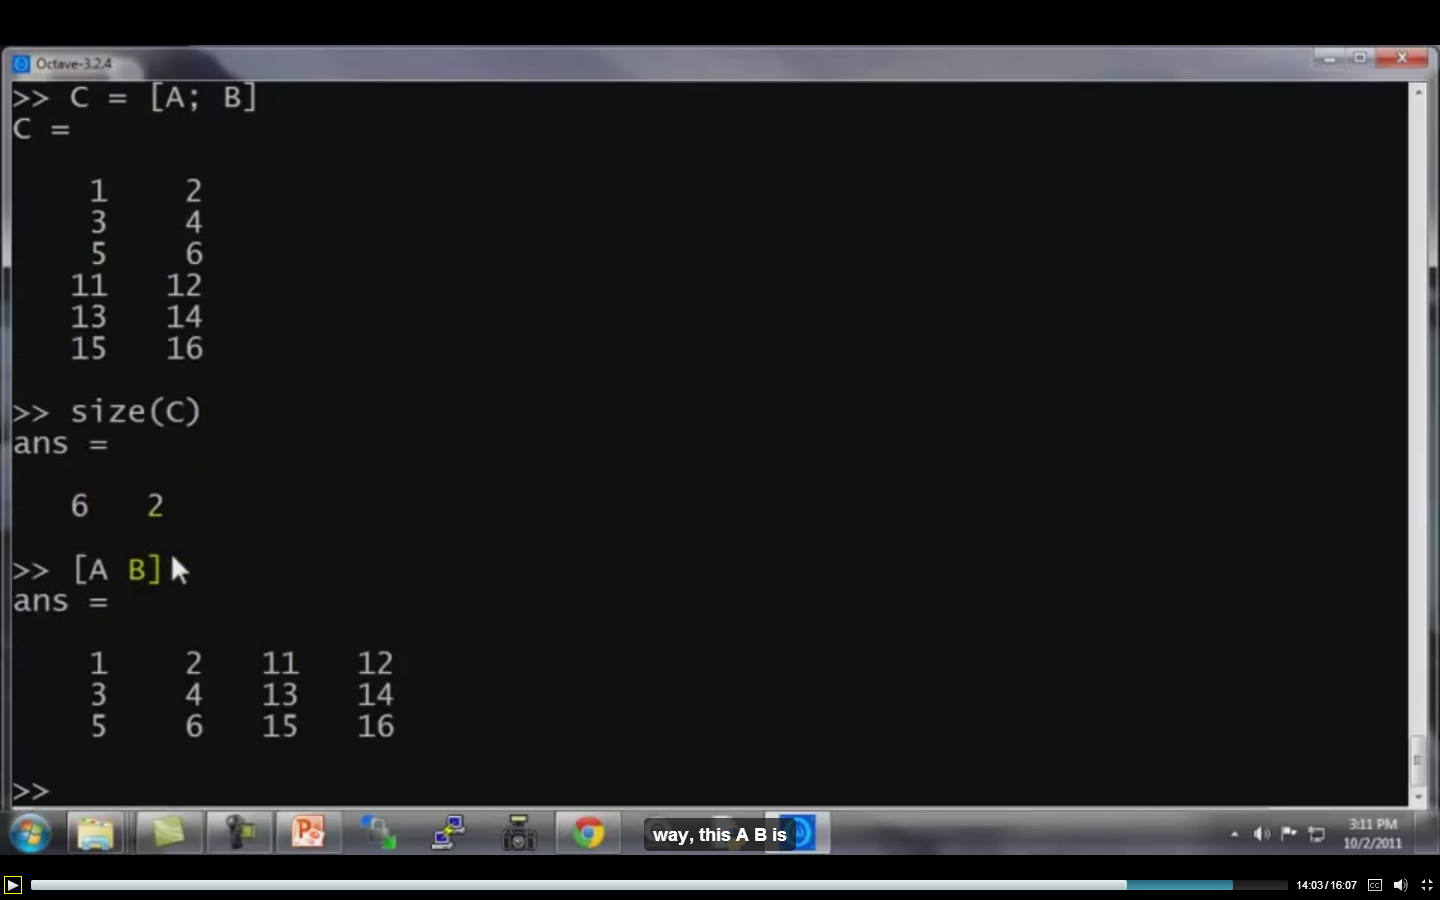 Octave-3.2.4
>> C = [A; B]
C =
1 2
3 4
5 6
11 12
13 14
15 16
>> size(C)
ans =
6 2
>> [A B]
ans =
1 2 11 12
3 4 13 14
5 6 15 16
>>
way, this A B is
3:11 PM
10/2/2011
14:03/16:07
CC